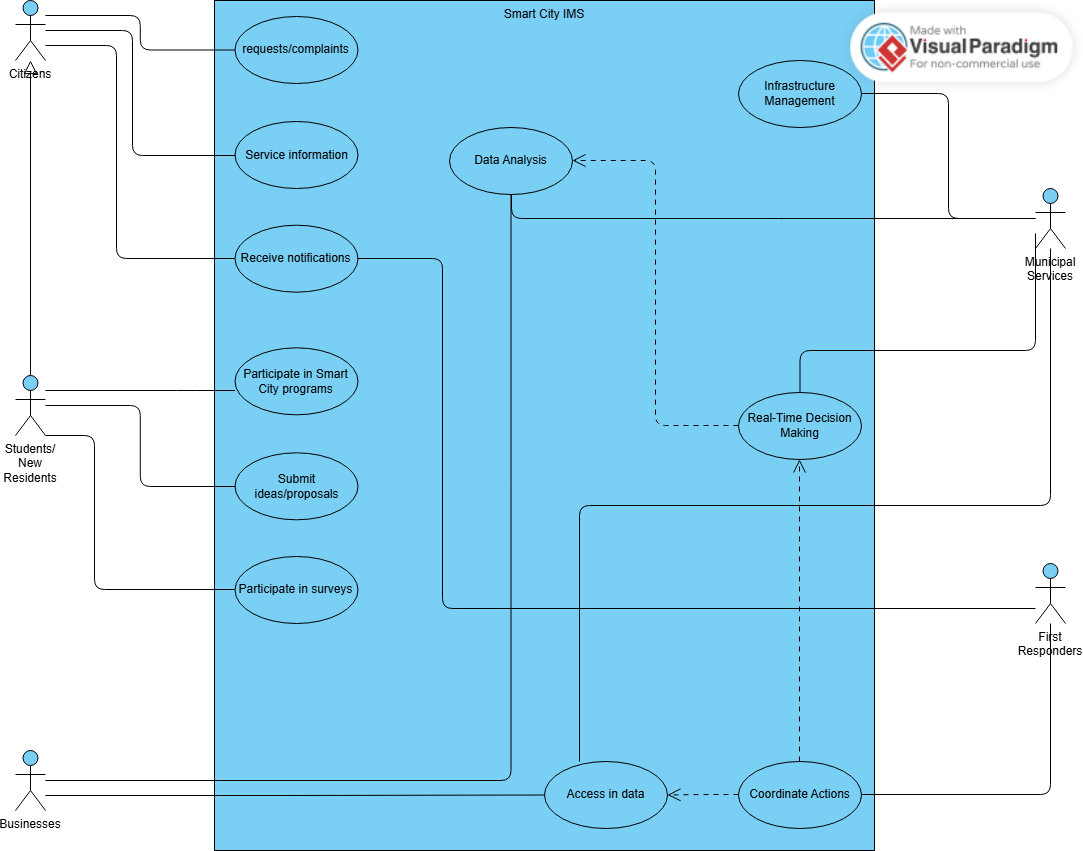 Smart City IMS
Made with
VisualParadigm
For non-commercial use
requests/complaints
Citizens
Infrastructure
Management
Service information
Data Analysis
Receive notifications
Municipal
Services
Participate in Smart
City programs
Real-Time Decision
Making
Students/
New
Residents
Submit
ideas/proposals
Participate in surveys
First
Responders
Businesses
Access in data
Coordinate Actions